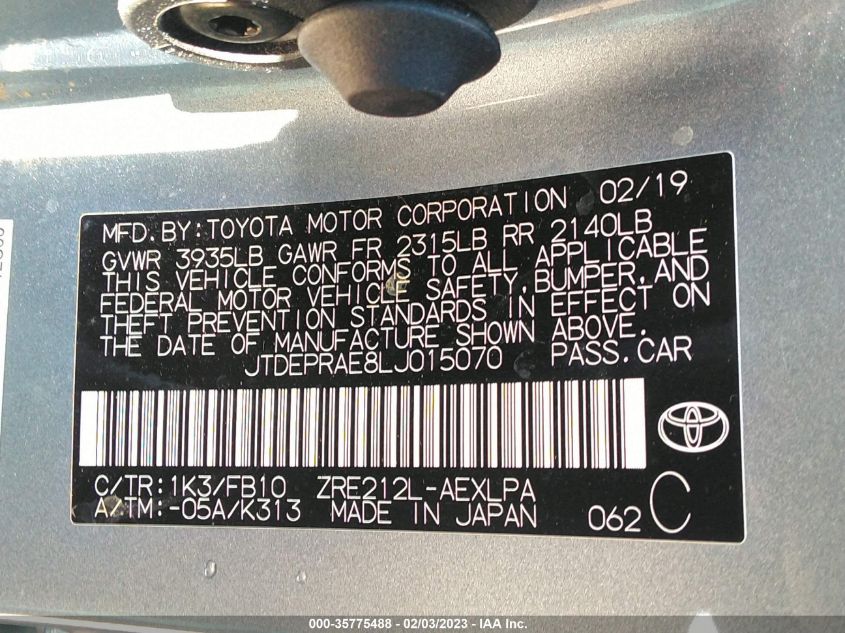 MFD.BY:TOYOTA MOTOR CORPORATION 02/19
GVWR 3935LB GAWR FR 2315LB RR 2140LB
THIS VEHICLE CONFORMS TO ALL APPLICABLE
FEDERAL MOTOR VEHICLE SAFETY,BUMPER,AND
THEFT PREVENTION STANDARDS IN EFFECT ON
THE DATE OF MANUFACTURE SHOWN ABOVE.
JTDEPRAE8LJ015070 PASS.CAR
C/TR:1K3/FB10 ZRE212L-AEXLPA
A/TM:-05A/K313 MADE IN JAPAN 062 C
000-35775488 - 02/03/2023 - IAA Inc.